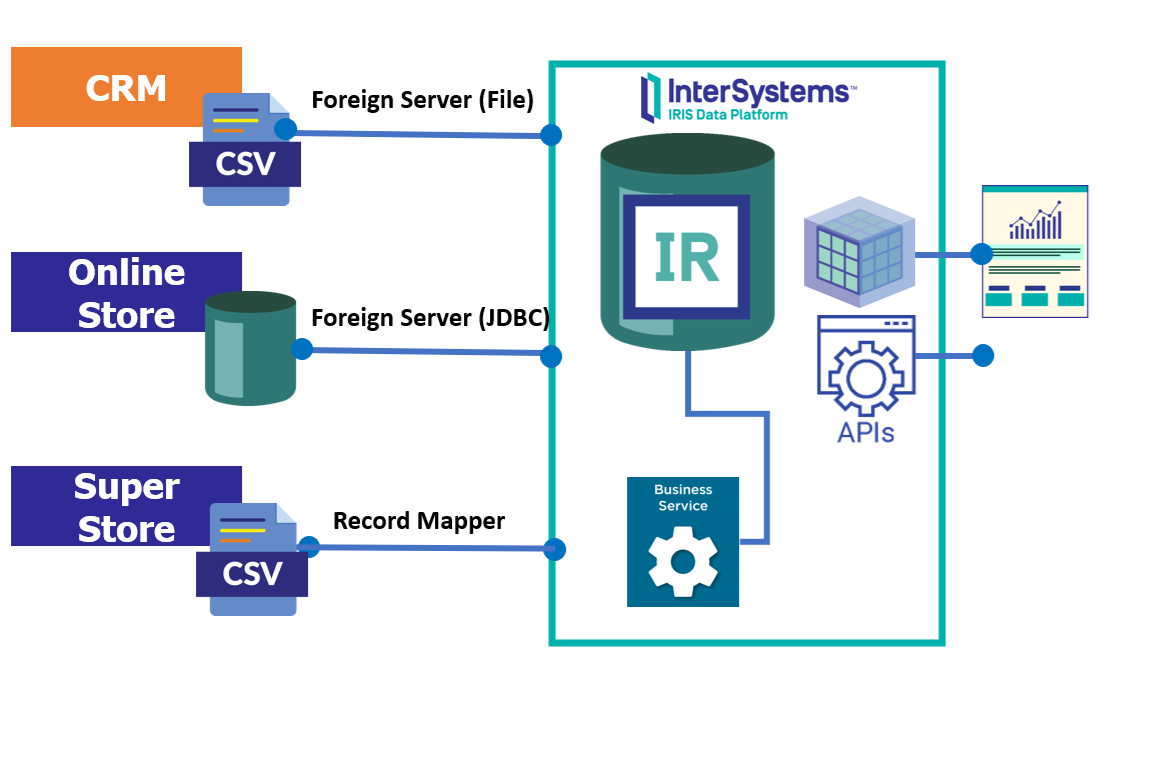 CRM
CSV
Foreign Server (File)
InterSystems™
IRIS Data Platform
IR
Online
Store
Foreign Server (JDBC)
APIs
Super
Store
CSV
Record Mapper
Business
Service